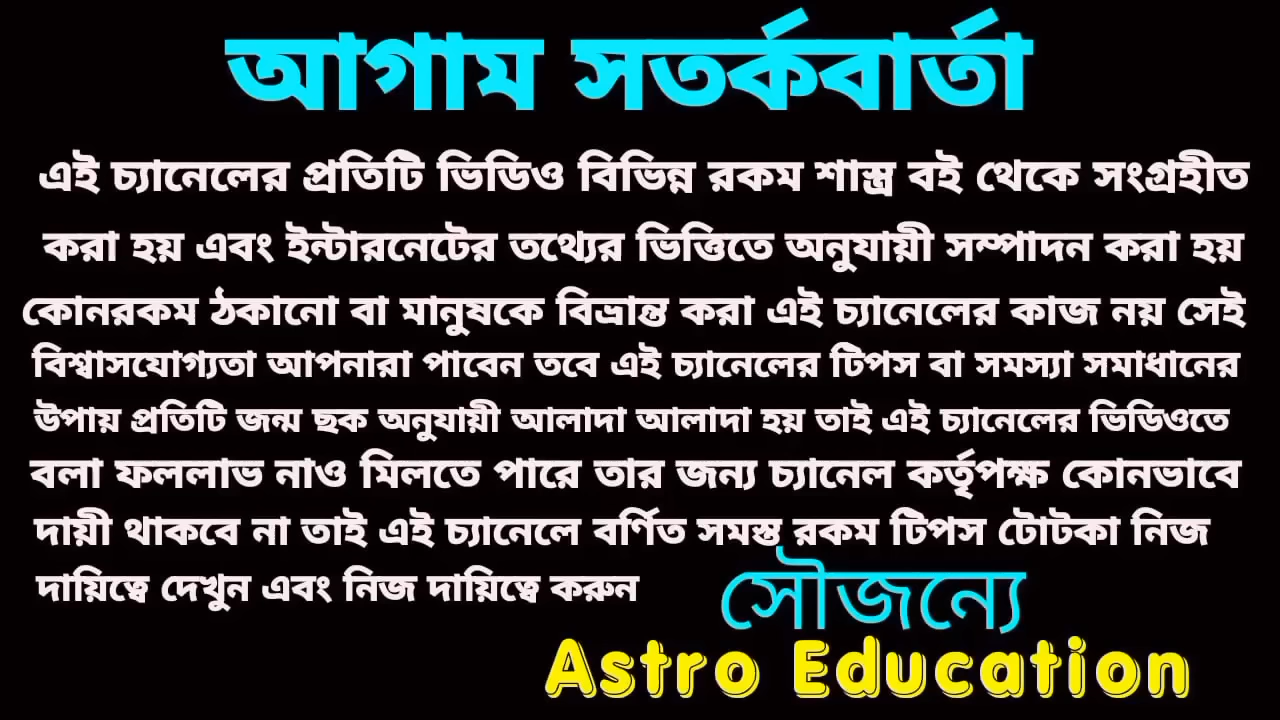 আগাম সতর্কবার্তা
এই চ্যানেলের প্রতিটি ভিডিও বিভিন্ন রকম শাস্ত্র বই থেকে সংগ্রহীত
করা হয় এবং ইন্টারনেটের তথ্যের ভিত্তিতে অনুযায়ী সম্পাদন করা হয়
কোনরকম ঠকানো বা মানুষকে বিভ্রান্ত করা এই চ্যানেলের কাজ নয় সেই
বিশ্বাসযোগ্যতা আপনারা পাবেন তবে এই চ্যানেলের টিপস বা সমস্যা সমাধানের
উপায় প্রতিটি জন্ম ছক অনুযায়ী আলাদা আলাদা হয় তাই এই চ্যানেলের ভিডিওতে
বলা ফললাভ নাও মিলতে পারে তার জন্য চ্যানেল কর্তৃপক্ষ কোনভাবে
দায়ী থাকবে না তাই এই চ্যানেলে বর্ণিত সমস্ত রকম টিপস টোটকা নিজ
দায়িত্বে দেখুন এবং নিজ দায়িত্বে করুন
সৌজন্যে
Astro Education